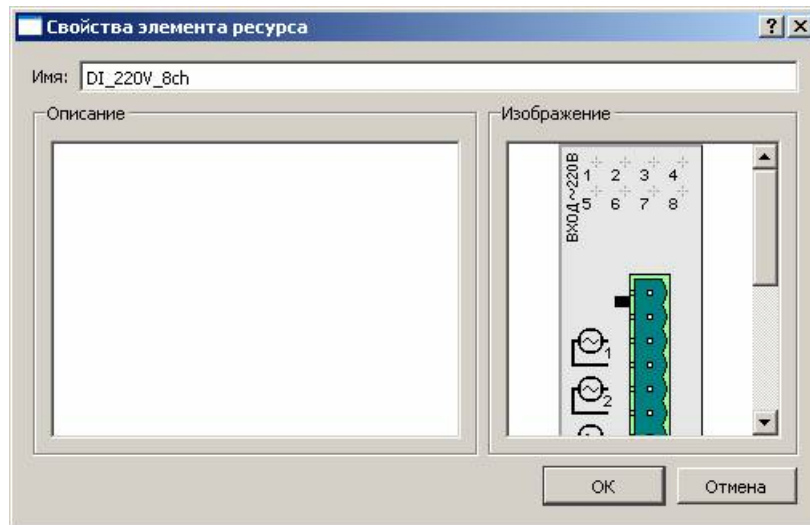 Свойства элемента ресурса
Имя: DI_220V_8ch
Описание
Изображение
ВХОД ~220В
1 2 3 4
5 6 7 8
1
2
ОК
Отмена